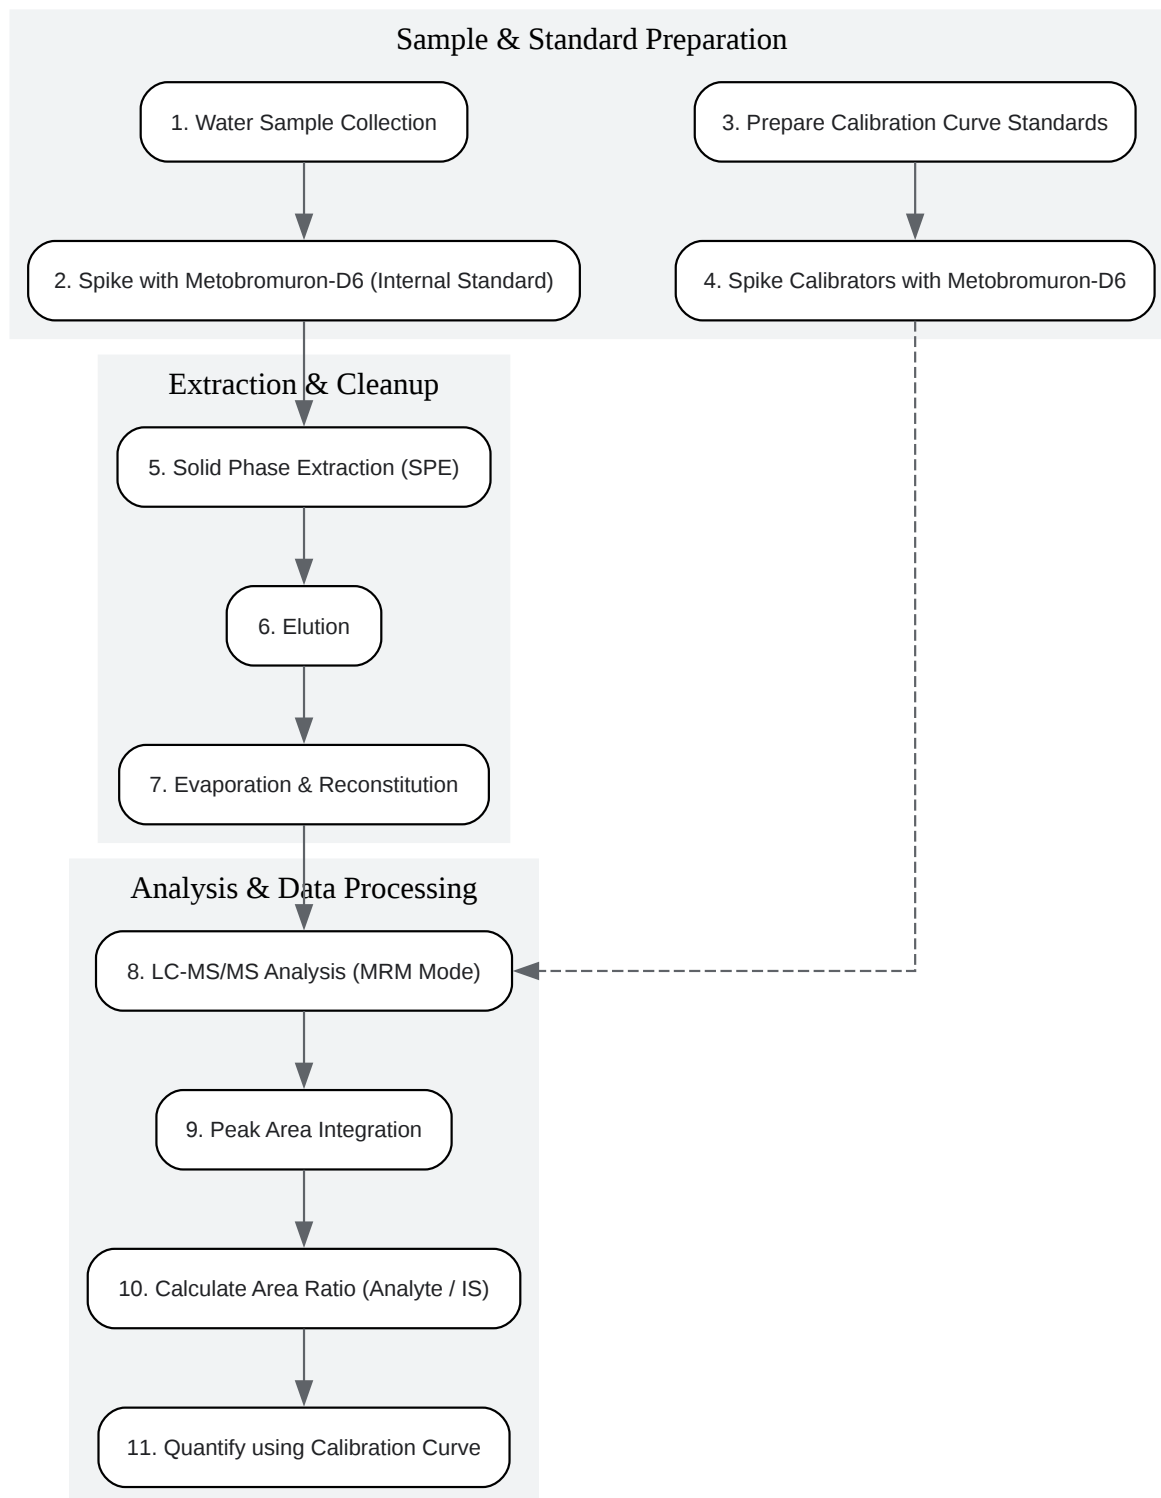 Sample & Standard Preparation
1. Water Sample Collection
3. Prepare Calibration Curve Standards
2. Spike with Metobromuron-D6 (Internal Standard)
4. Spike Calibrators with Metobromuron-D6
Extraction & Cleanup
5. Solid Phase Extraction (SPE)
6. Elution
7. Evaporation & Reconstitution
Analysis & Data Processing
8. LC-MS/MS Analysis (MRM Mode)
9. Peak Area Integration
10. Calculate Area Ratio (Analyte / IS)
11. Quantify using Calibration Curve